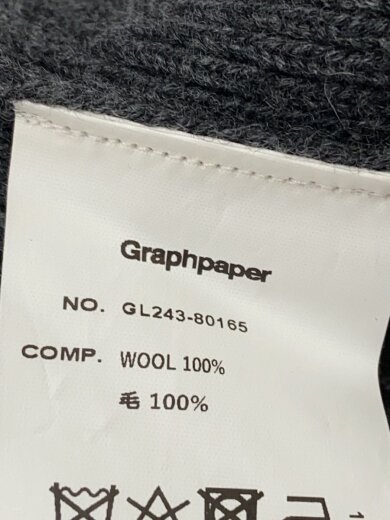 Graphpaper
NO. GL243-80165
COMP. WOOL 100%
毛 100%